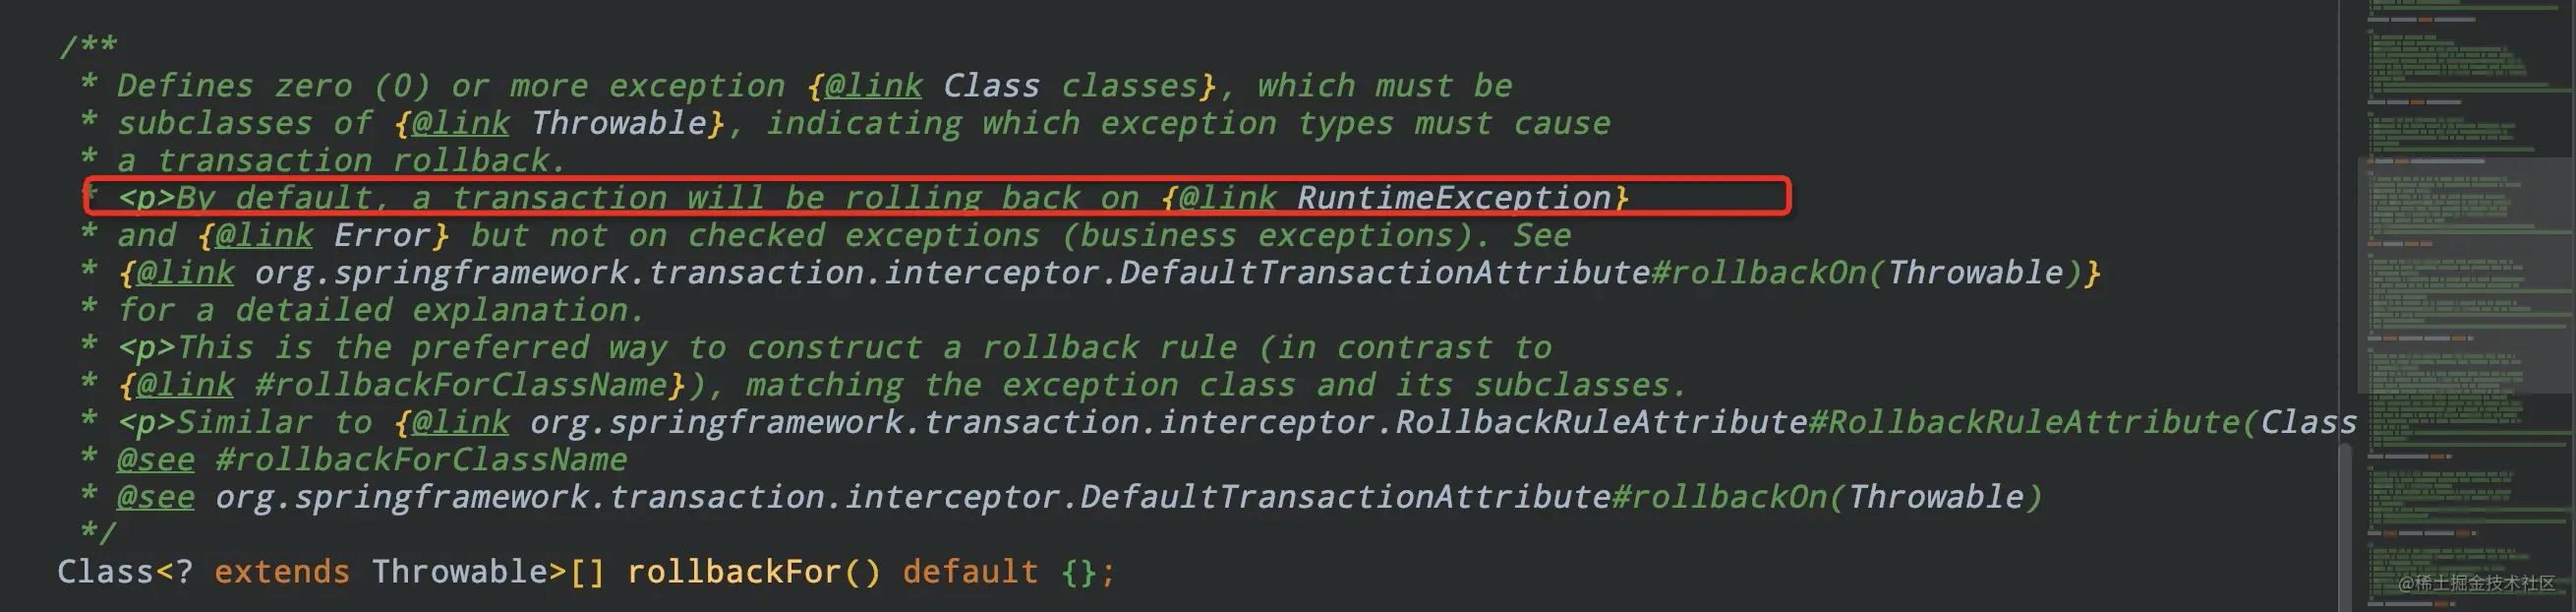 /**
* Defines zero (0) or more exception {@link Class classes}, which must be
* subclasses of {@link Throwable}, indicating which exception types must cause
* a transaction rollback.
* <p>By default, a transaction will be rolling back on {@link RuntimeException}
* and {@link Error} but not on checked exceptions (business exceptions). See
* {@link org.springframework.transaction.interceptor.DefaultTransactionAttribute#rollbackOn(Throwable)}
* for a detailed explanation.
* <p>This is the preferred way to construct a rollback rule (in contrast to
* {@link #rollbackForClassName}), matching the exception class and its subclasses.
* <p>Similar to {@link org.springframework.transaction.interceptor.RollbackRuleAttribute#RollbackRuleAttribute(Class
* @see #rollbackForClassName
* @see org.springframework.transaction.interceptor.DefaultTransactionAttribute#rollbackOn(Throwable)
*/
Class<? extends Throwable>[] rollbackFor() default {};
@稀土掘金技术社区